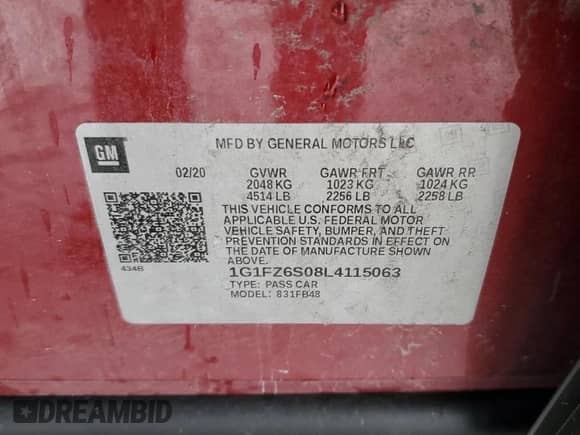 GM
MFD BY GENERAL MOTORS LLC
02/20 GVWR GAWR FRT GAWR RR
2048 KG 1023 KG 1024 KG
4514 LB 2256 LB 2258 LB
THIS VEHICLE CONFORMS TO ALL
APPLICABLE U.S. FEDERAL MOTOR
VEHICLE SAFETY, BUMPER, AND THEFT
PREVENTION STANDARDS IN EFFECT ON
THE DATE OF MANUFACTURE SHOWN
ABOVE.
434B
1G1FZ6S08L4115063
TYPE: PASS CAR
MODEL: 831FB48
DREAMBID